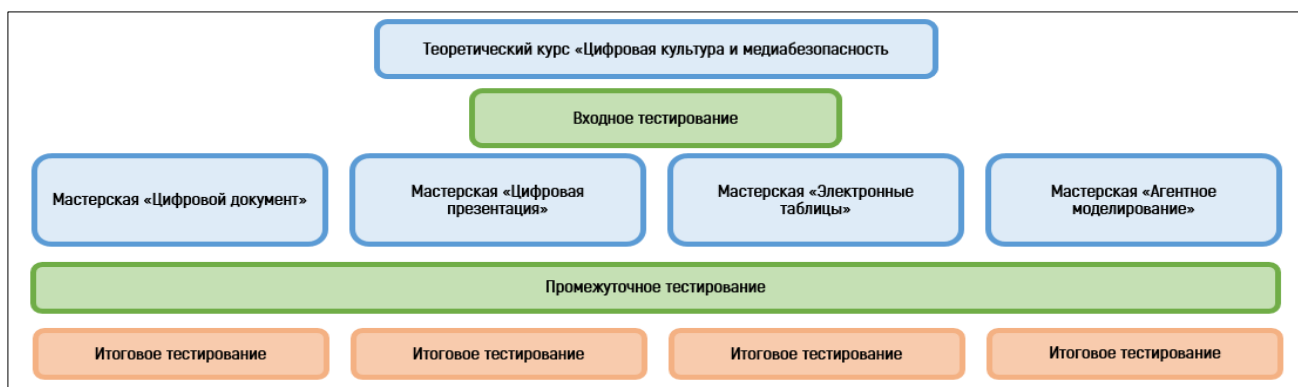 Теоретический курс «Цифровая культура и медиабезопасность
Входное тестирование
Мастерская «Цифровой документ»
Мастерская «Цифровая
презентация»
Мастерская «Электронные
таблицы»
Мастерская «Агентное
моделирование»
Промежуточное тестирование
Итоговое тестирование
Итоговое тестирование
Итоговое тестирование
Итоговое тестирование